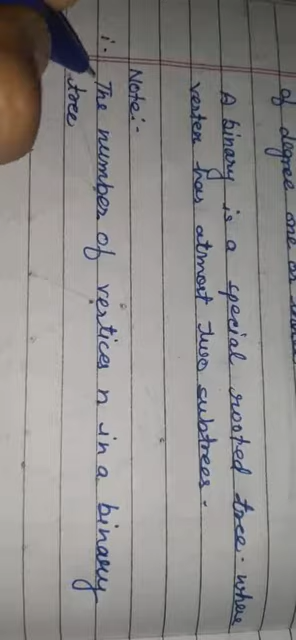 of degree one or
A binary is a special rooted tree. where
vertex has atmost two subtrees.
Note:-
i. The number of vertices n in a binary
tree